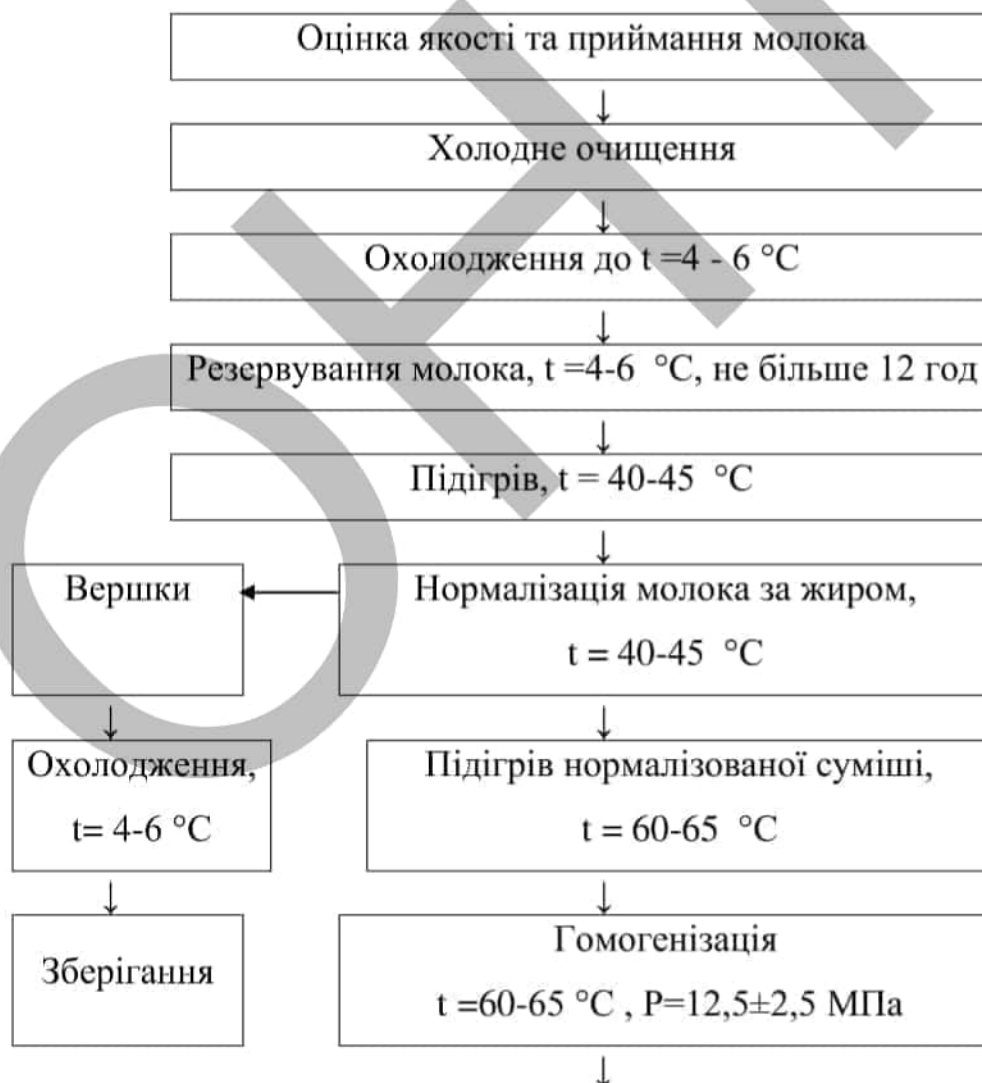 Оцінка якості та приймання молока
Холодне очищення
Охолодження до t =4 - 6 °C
Резервування молока, t =4-6 °C, не більше 12 год
Підігрів, t = 40-45 °C
Вершки
Нормалізація молока за жиром,
t = 40-45 °C
Охолодження,
t= 4-6 °C
Підігрів нормалізованої суміші,
t = 60-65 °C
Зберігання
Гомогенізація
t =60-65 °C , P=12,5±2,5 МПа